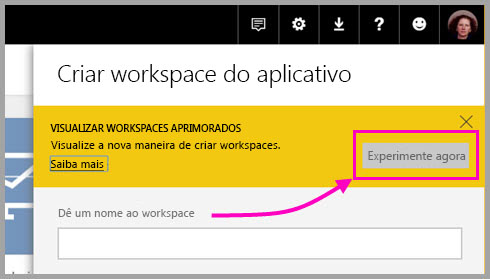 Criar workspace do aplicativo
VISUALIZAR WORKSPACES APRIMORADOS
Visualize a nova maneira de criar workspaces.
Saiba mais
Experimente agora
Dê um nome ao workspace